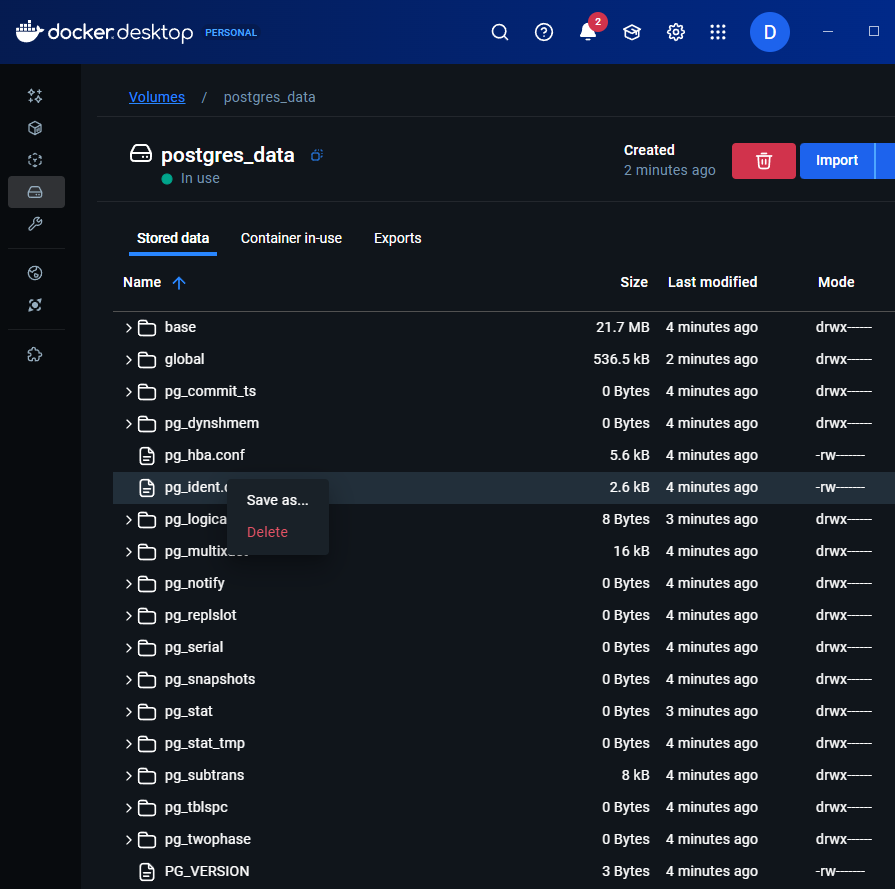 docker.desktop PERSONAL 2 D
Volumes / postgres_data
postgres_data
In use
Created
2 minutes ago
Import
Stored data Container in-use Exports
Name Size Last modified Mode
base 21.7 MB 4 minutes ago drwx------
global 536.5 kB 2 minutes ago drwx------
pg_commit_ts 0 Bytes 4 minutes ago drwx------
pg_dynshmem 0 Bytes 4 minutes ago drwx------
pg_hba.conf 5.6 kB 4 minutes ago -rw-------
pg_ident. 2.6 kB 4 minutes ago -rw-------
Save as...
pg_logica 8 Bytes 3 minutes ago drwx------
Delete
pg_multixact 16 kB 4 minutes ago drwx------
pg_notify 0 Bytes 4 minutes ago drwx------
pg_replslot 0 Bytes 4 minutes ago drwx------
pg_serial 0 Bytes 4 minutes ago drwx------
pg_snapshots 0 Bytes 4 minutes ago drwx------
pg_stat 0 Bytes 3 minutes ago drwx------
pg_stat_tmp 0 Bytes 4 minutes ago drwx------
pg_subtrans 8 kB 4 minutes ago drwx------
pg_tblspc 0 Bytes 4 minutes ago drwx------
pg_twophase 0 Bytes 4 minutes ago drwx------
PG_VERSION 3 Bytes 4 minutes ago -rw-------